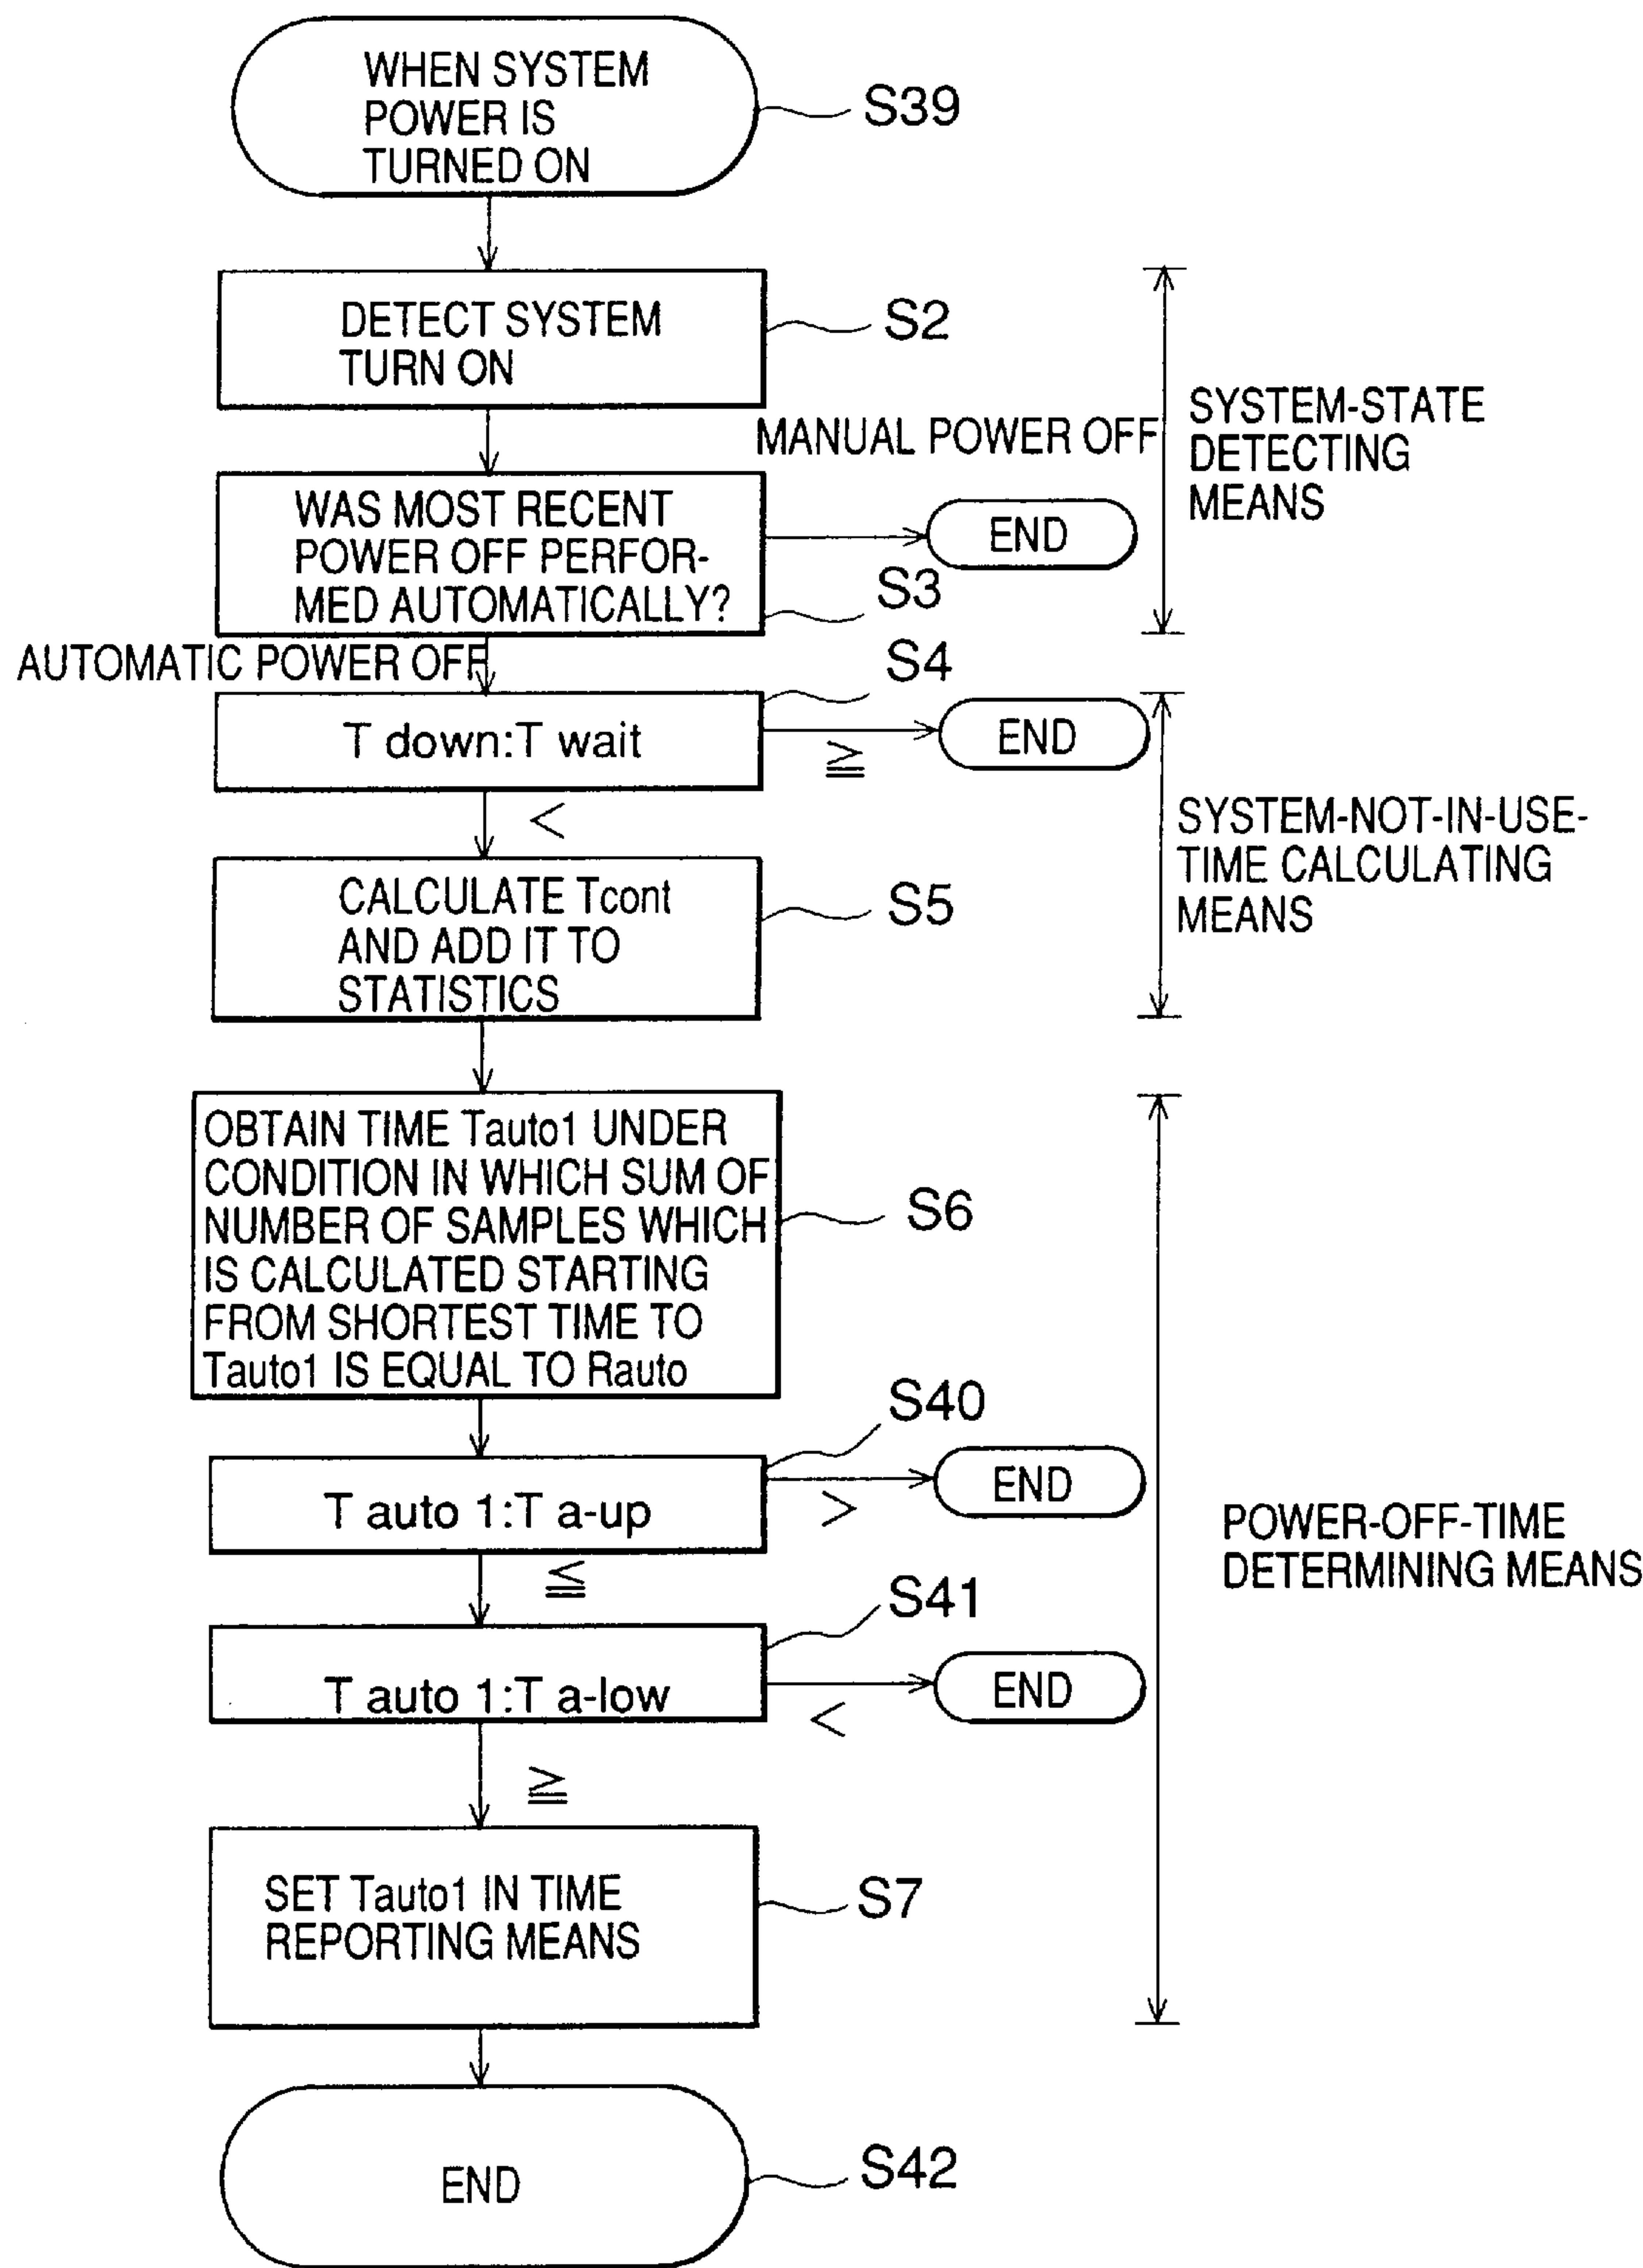 WHEN SYSTEM
POWER IS
TURNED ON
S39
DETECT SYSTEM
TURN ON
S2
MANUAL POWER OFF
SYSTEM-STATE
DETECTING
MEANS
WAS MOST RECENT
POWER OFF PERFOR-
MED AUTOMATICALLY?
END
S3
AUTOMATIC POWER OFF
S4
T down:T wait
≧
END
<
SYSTEM-NOT-IN-USE-
TIME CALCULATING
MEANS
CALCULATE Tcont
AND ADD IT TO
STATISTICS
S5
OBTAIN TIME Tauto1 UNDER
CONDITION IN WHICH SUM OF
NUMBER OF SAMPLES WHICH
IS CALCULATED STARTING
FROM SHORTEST TIME TO
Tauto1 IS EQUAL TO Rauto
S6
S40
T auto 1:T a-up
>
END
POWER-OFF-TIME
DETERMINING MEANS
≦
S41
T auto 1:T a-low
<
END
≧
SET Tauto1 IN TIME
REPORTING MEANS
S7
END
S42